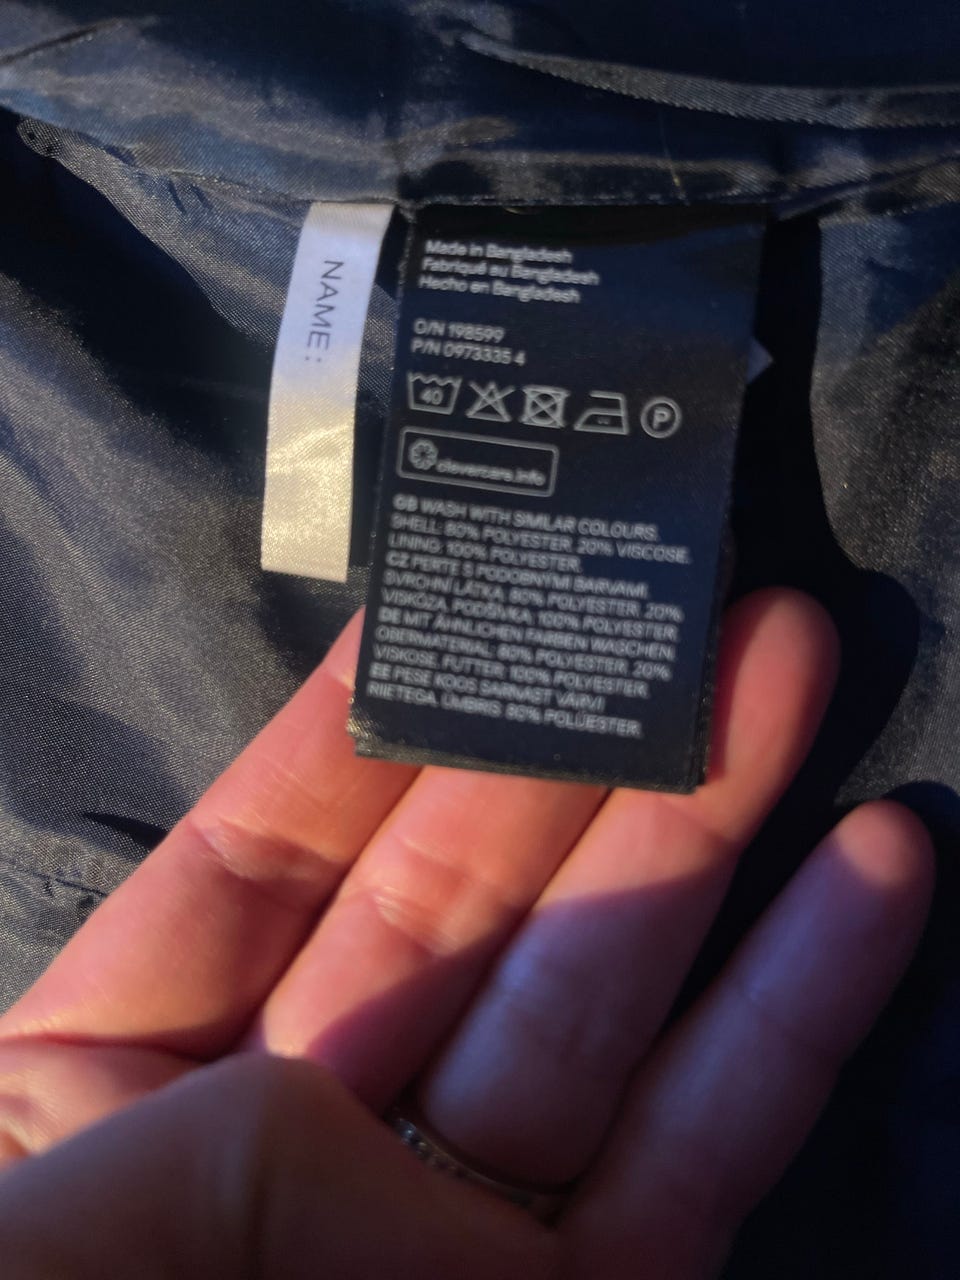 NAME:
Made in Bangladesh
Fabriqué au Bangladesh
Hecho en Bangladesh
O/N 198599
P/N 0973335 4
40
P
clevercare.info
GB WASH WITH SIMILAR COLOURS.
SHELL: 80% POLYESTER, 20% VISCOSE.
LINING: 100% POLYESTER.
CZ PERTE S PODOBNÝMI BARVAMI.
SVRCHNÍ LÁTKA, 80% POLYESTER, 20%
VISKÓZA, PODŠÍVKA, 100% POLYESTER.
DE MIT ÄHNLICHEN FARBEN WASCHEN.
OBERMATERIAL: 80% POLYESTER, 20%
VISKOSE. FUTTER: 100% POLYESTER.
EE PESE KOOS SARNAST VÄRVI
RIIETEGA. ÜMBRIS: 80% POLÜESTER,